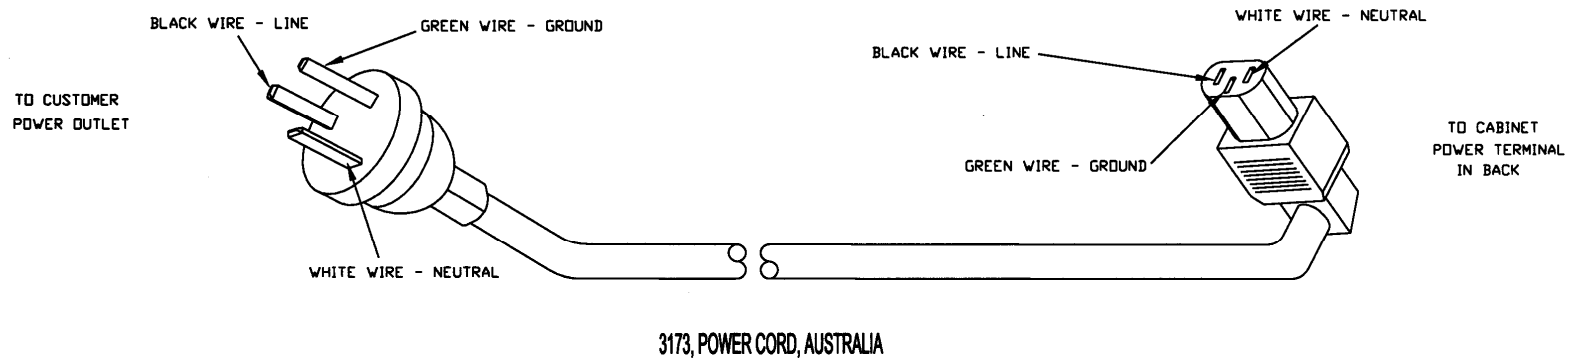 BLACK WIRE - LINE
GREEN WIRE - GROUND
TO CUSTOMER
POWER OUTLET
WHITE WIRE - NEUTRAL
WHITE WIRE - NEUTRAL
BLACK WIRE - LINE
GREEN WIRE - GROUND
TO CABINET
POWER TERMINAL
IN BACK
3173, POWER CORD, AUSTRALIA